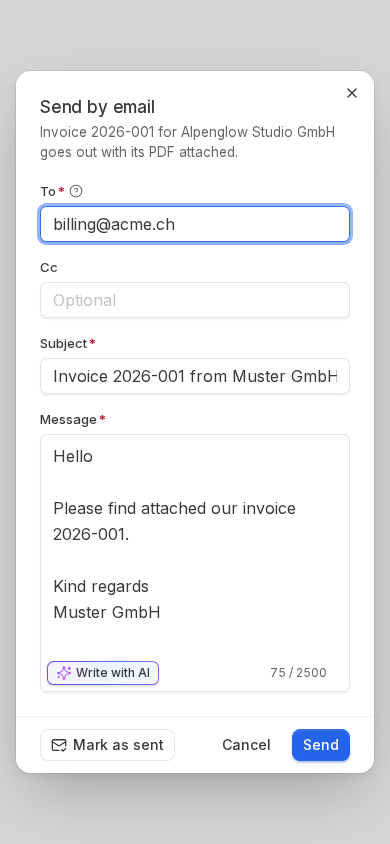 Send by email
Invoice 2026-001 for Alpenglow Studio GmbH
goes out with its PDF attached.
To*
billing@acme.ch
Cc
Optional
Subject*
Invoice 2026-001 from Muster GmbH
Message*
Hello
Please find attached our invoice
2026-001.
Kind regards
Muster GmbH
Write with AI
75 / 2500
Mark as sent
Cancel
Send